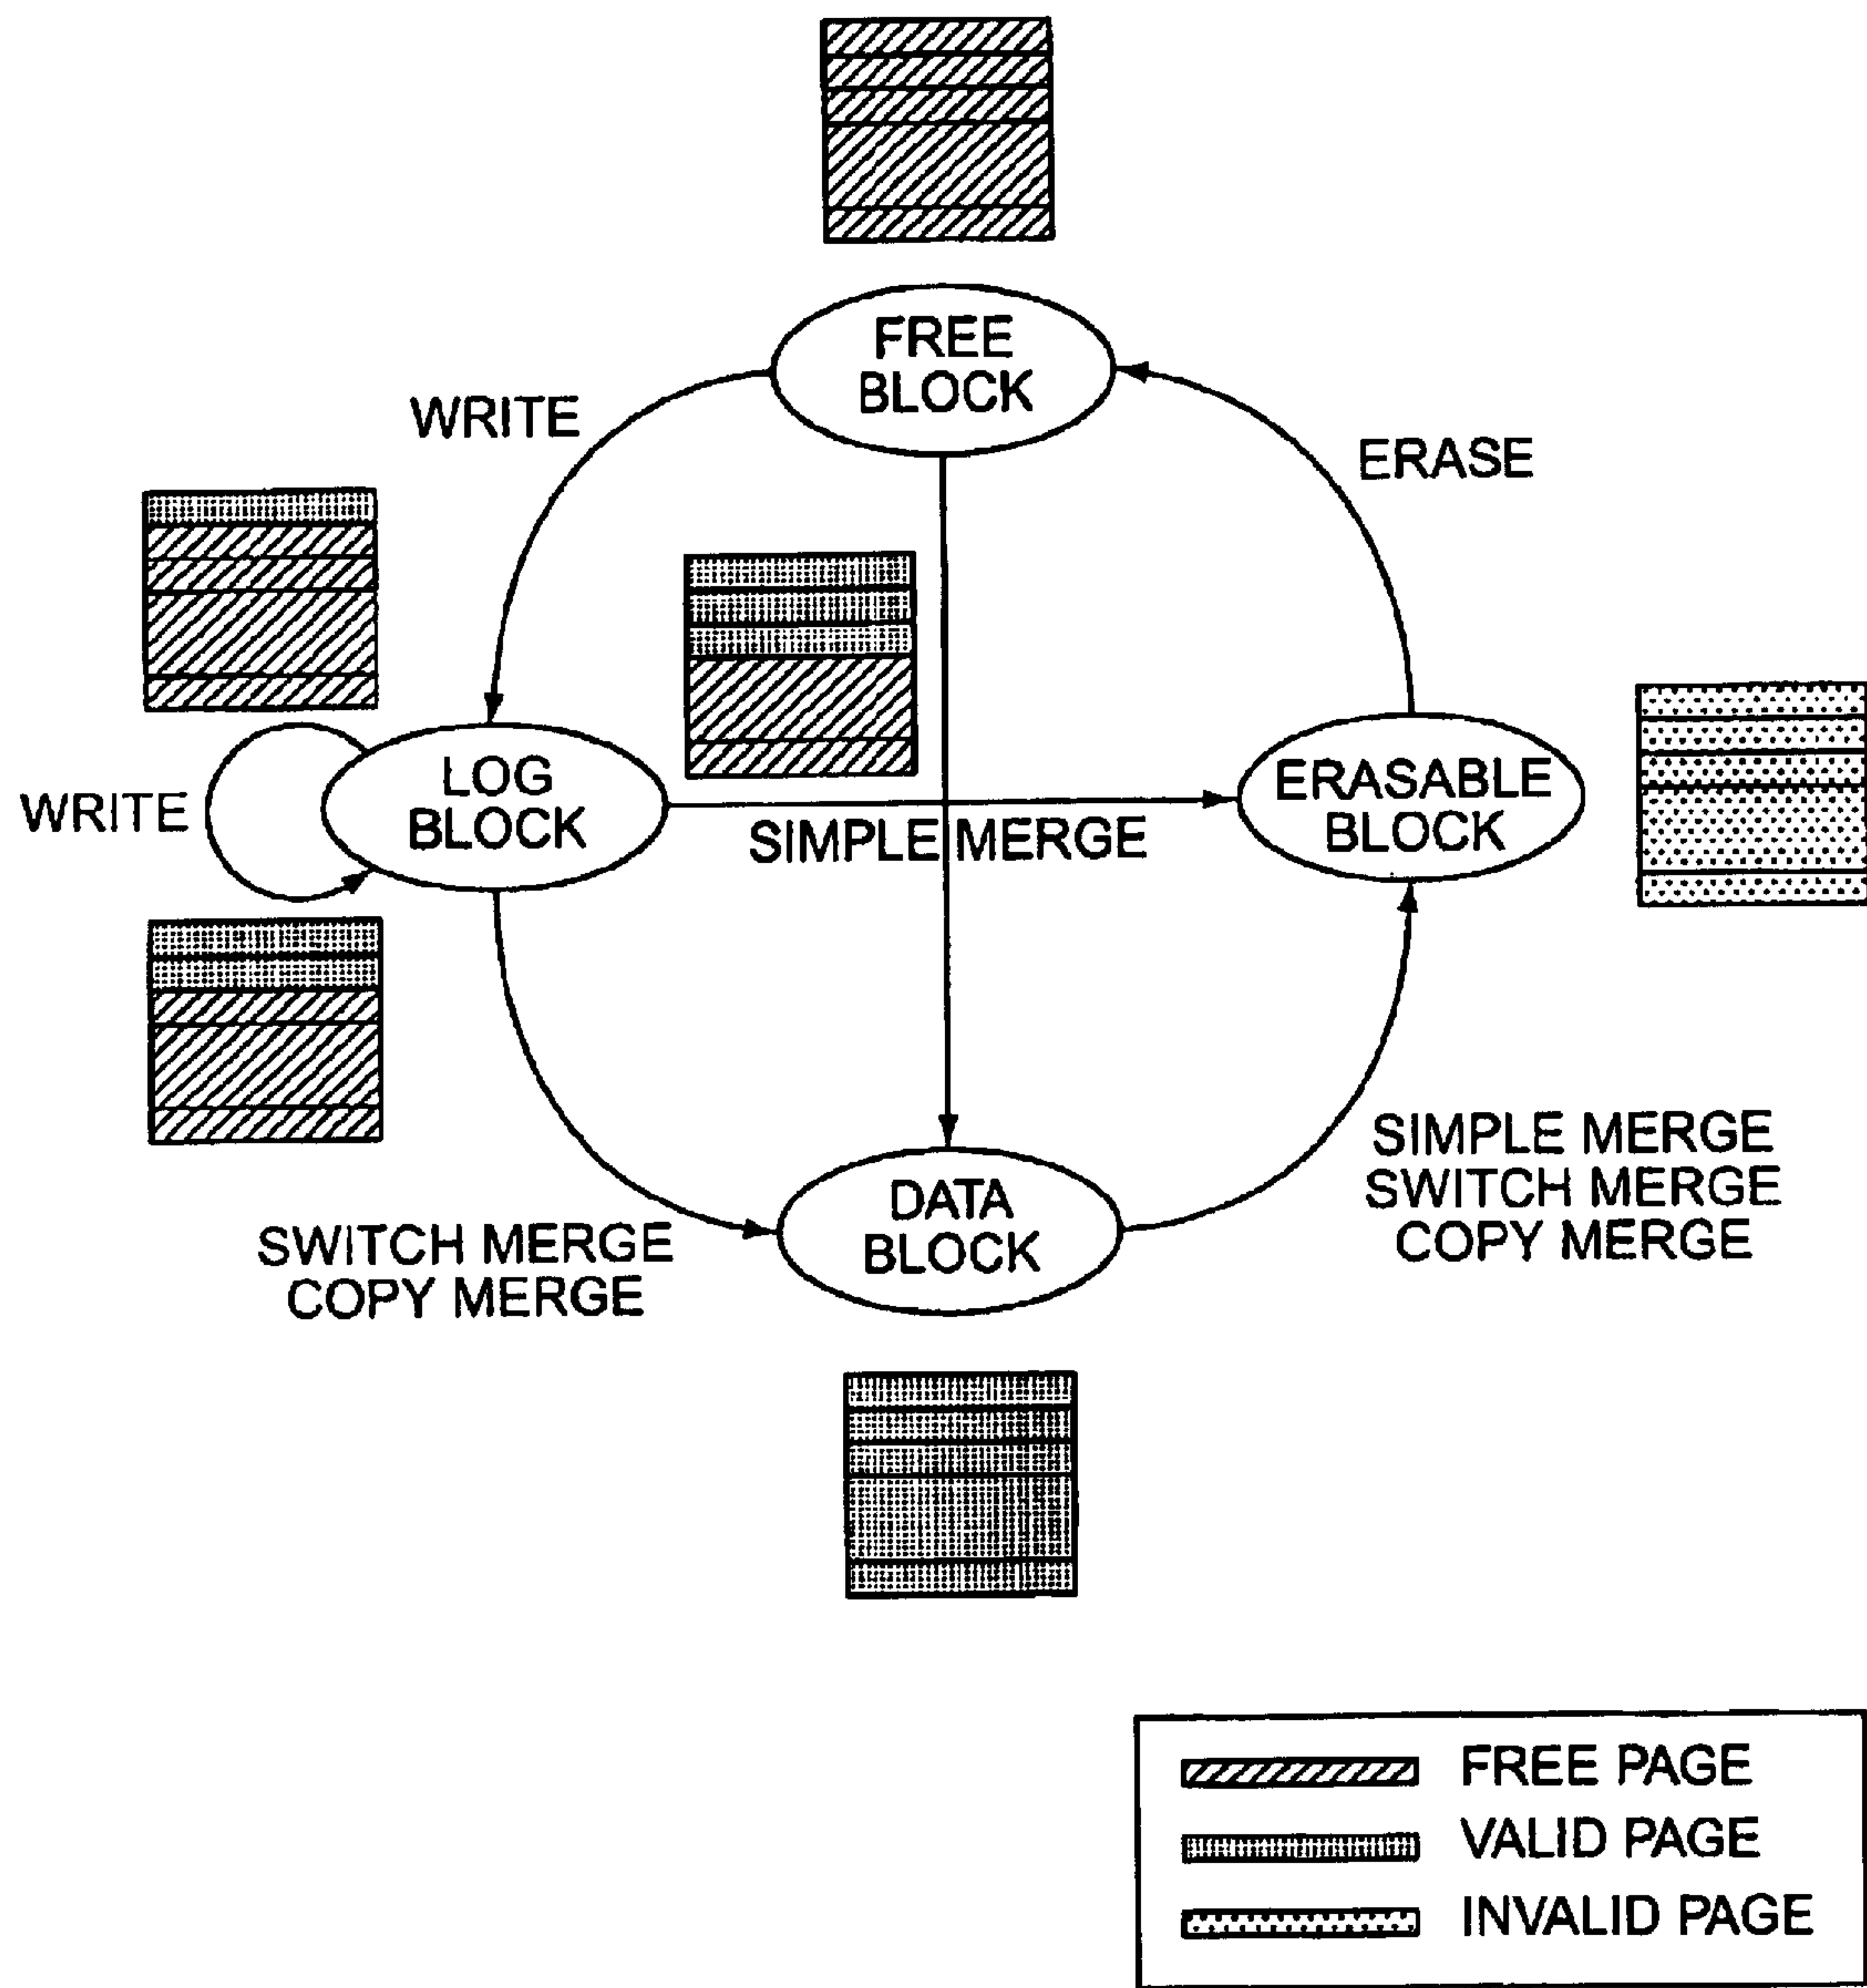 FREE
BLOCK
WRITE
ERASE
LOG
BLOCK
WRITE
SIMPLE MERGE
ERASABLE
BLOCK
SWITCH MERGE
COPY MERGE
DATA
BLOCK
SIMPLE MERGE
SWITCH MERGE
COPY MERGE
FREE PAGE
VALID PAGE
INVALID PAGE